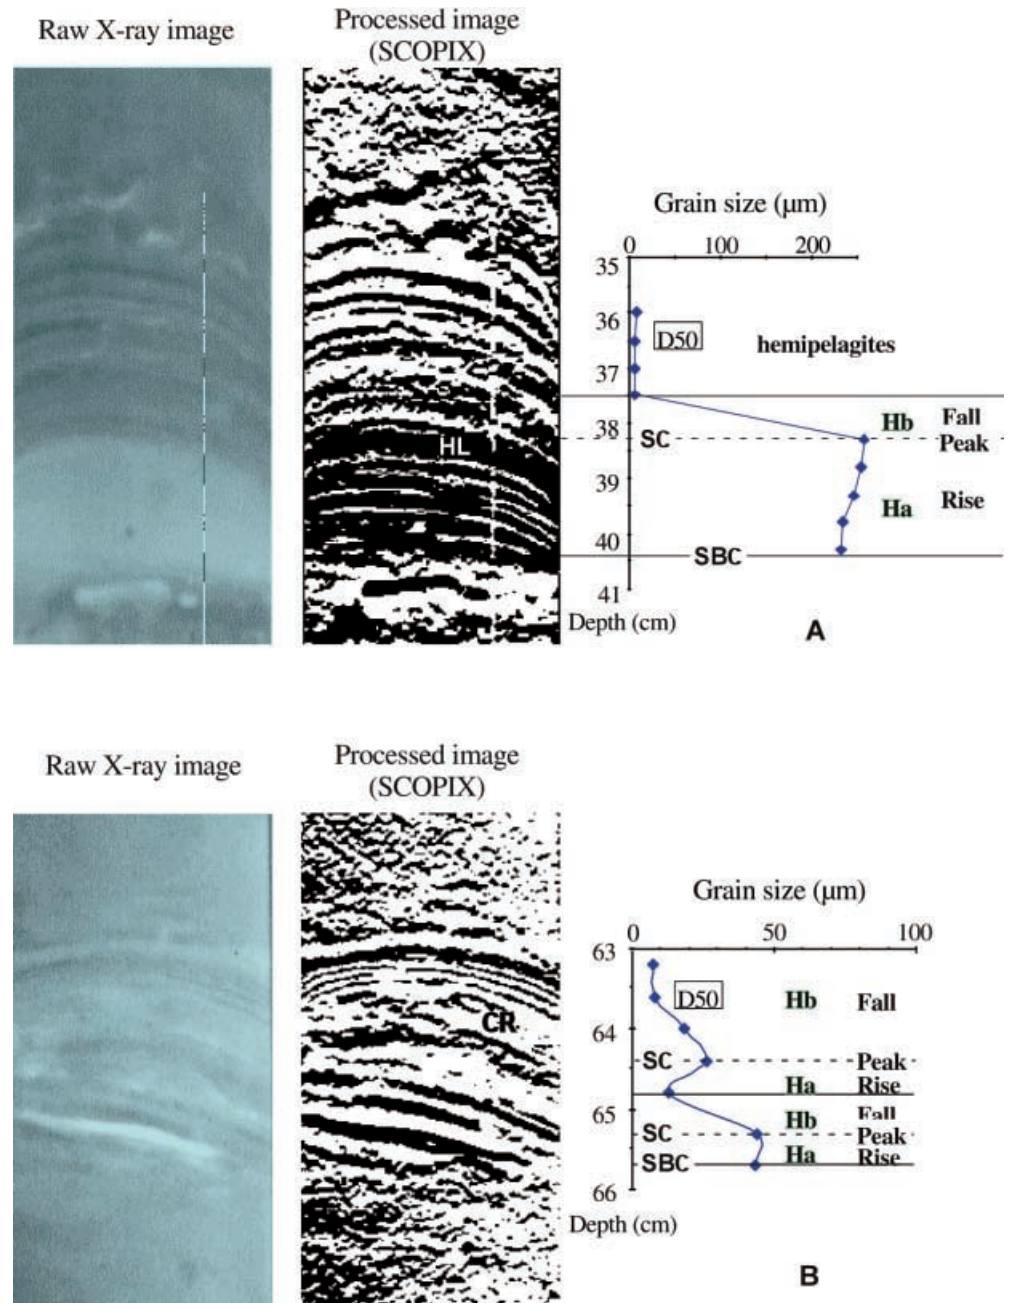 Raw X-ray image
Processed image
(SCOPIX)
Grain size (µm)
0 100 200
35
36
37
38
39
40
41
D50
hemipelagites
Hb Fall
SC Peak
HL
Ha Rise
SBC
Depth (cm)
A
Raw X-ray image
Processed image
(SCOPIX)
Grain size (µm)
0 50 100
63
64
65
66
D50 Hb Fall
CR
SC Peak
Ha Rise
Hb Fall
SC Peak
SBC Ha Rise
Depth (cm)
B